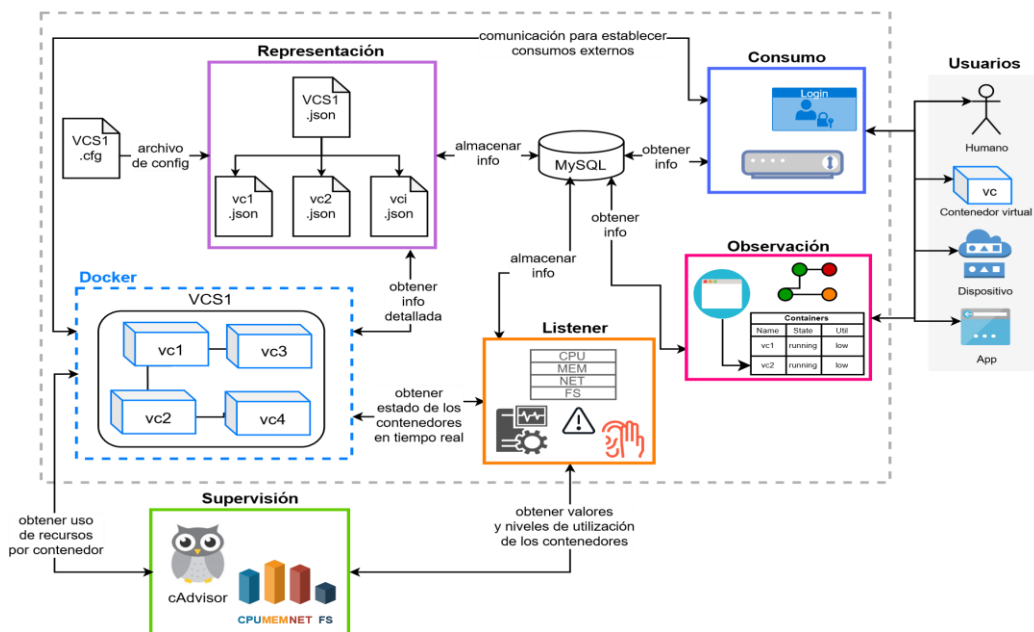 comunicación para establecer
consumos externos
Representación
VCS1
.json
VCS1
.cfg
archivo
de config
vc1
.json
vc2
.json
vci
.json
almacenar
info
MySQL
obtener
info
Consumo
Login
Usuarios
Humano
vc
Contenedor virtual
Dispositivo
App
obtener
info
almacenar
info
Observación
Containers
Name State Util
vc1 running low
vc2 running low
Docker
VCS1
vc1
vc3
vc2
vc4
obtener
info
detallada
Listener
CPU
MEM
NET
FS
obtener
estado de los
contenedores
en tiempo real
Supervisión
obtener uso
de recursos
por contenedor
cAdvisor
CPU MEM NET FS
obtener valores
y niveles de utilización
de los contenedores